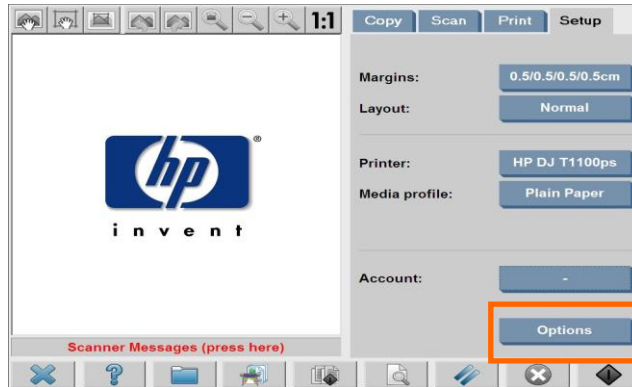 1:1
Copy Scan Print Setup
Margins: 0.5/0.5/0.5/0.5cm
Layout: Normal
Printer: HP DJ T1100ps
Media profile: Plain Paper
Account: -
Options
hp ®
invent
Scanner Messages (press here)
?